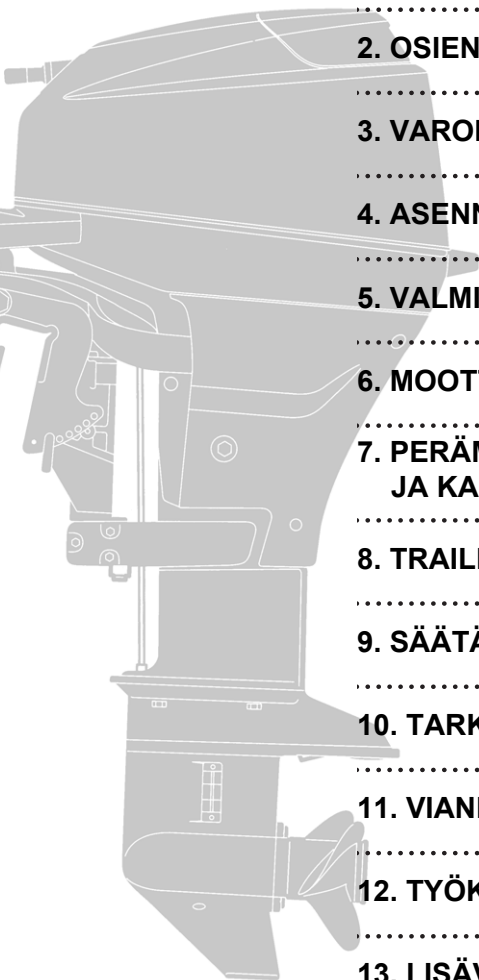 2. OSIEN
3. VARO
4. ASENN
5. VALMI
6. MOOT
7. PERÄM
JA KA
8. TRAIL
9. SÄÄTÄ
10. TARK
11. VIAN
12. TYÖK
13. LISÄV